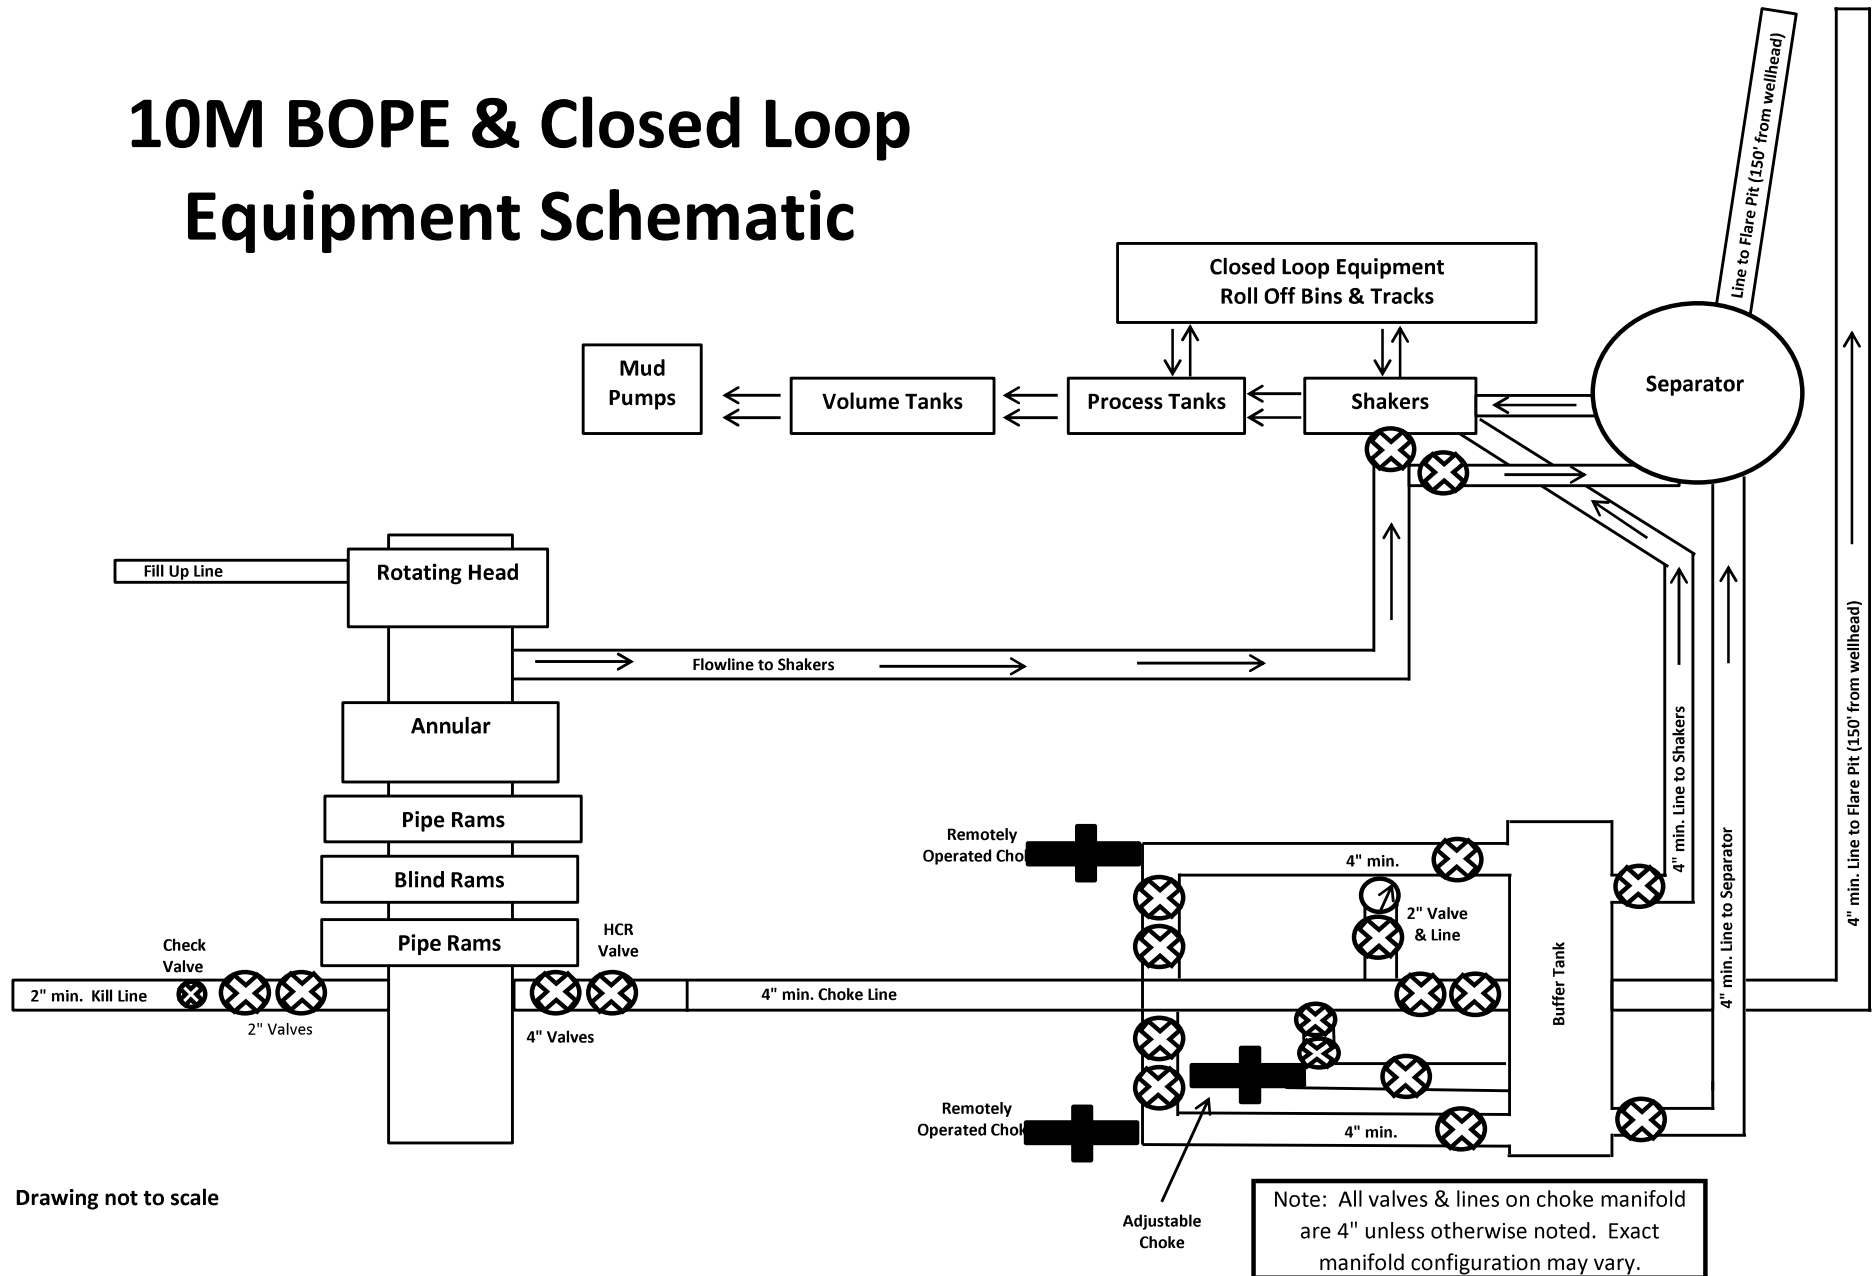 10M BOPE & Closed Loop
Equipment Schematic
Line to Flare Pit (150' from wellhead)
Closed Loop Equipment
Roll Off Bins & Tracks
Mud
Pumps
Volume Tanks
Process Tanks
Shakers
Separator
Fill Up Line
Rotating Head
Flowline to Shakers
Annular
Pipe Rams
Blind Rams
Pipe Rams
Check
Valve
HCR
Valve
2" min. Kill Line
2" Valves
4" Valves
4" min. Choke Line
Remotely
Operated Cho
4" min.
2" Valve
& Line
Buffer Tank
4" min. Line to Shakers
4" min. Line to Separator
4" min. Line to Flare Pit (150' from wellhead)
Remotely
Operated Chok
4" min.
Adjustable
Choke
Drawing not to scale
Note: All valves & lines on choke manifold
are 4" unless otherwise noted. Exact
manifold configuration may vary.